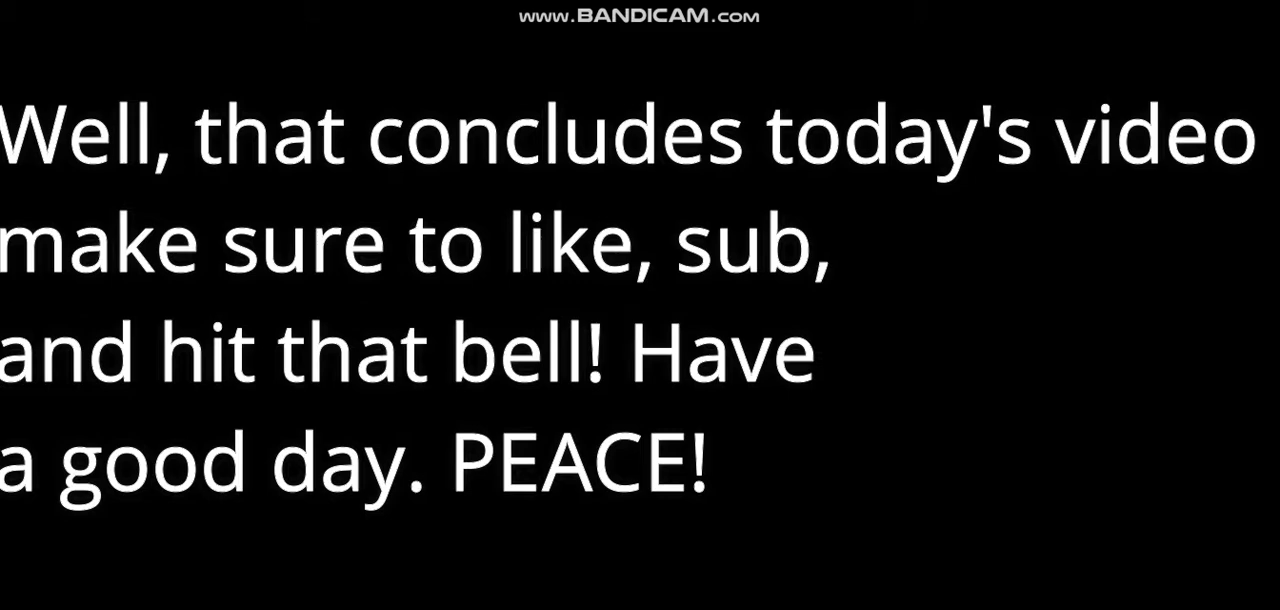 www.BANDICAM.com
Well, that concludes today's video
make sure to like, sub,
and hit that bell! Have
a good day. PEACE!